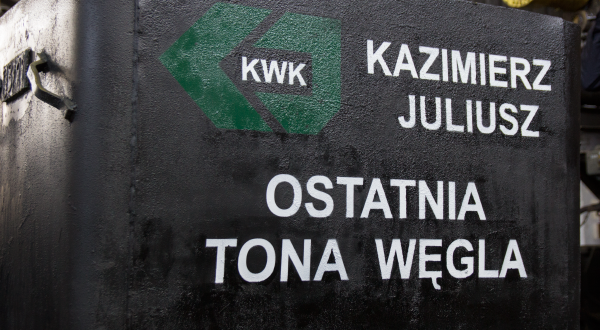 KWK
KAZIMIERZ
JULIUSZ
OSTATNIA
TONA WĘGLA